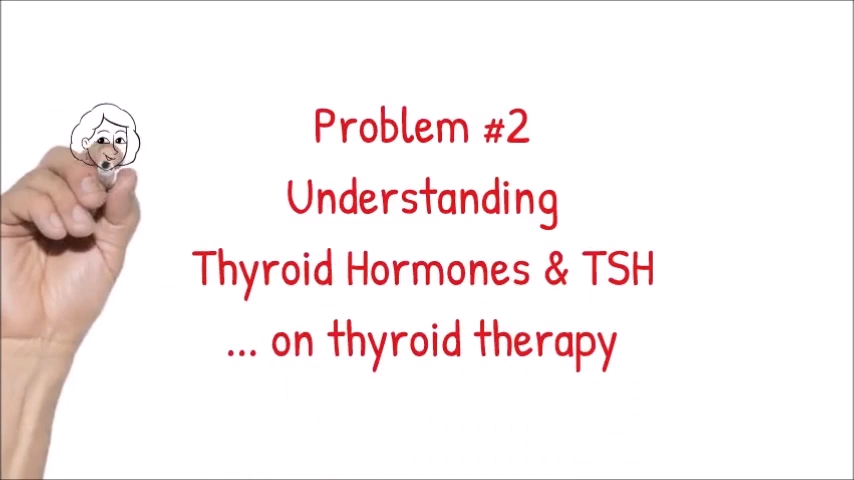 Problem #2
Understanding
Thyroid Hormones & TSH
... on thyroid therapy